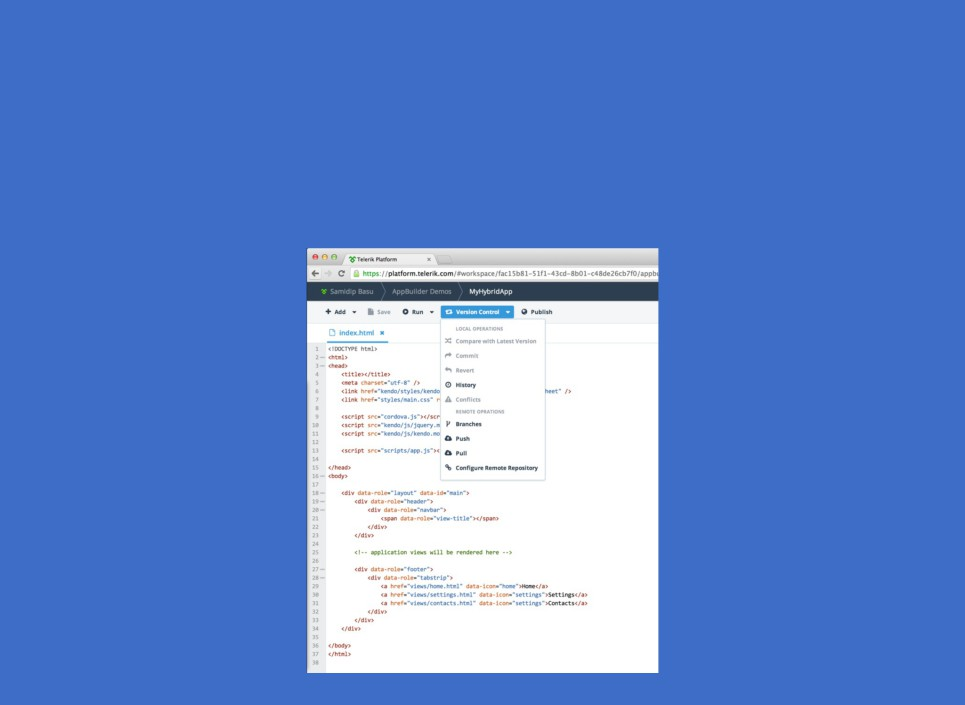 Telerik Platform ×
https://platform.telerik.com/#workspace/fac15b81-51f1-43cd-8b01-c48de26cb7f0/appbu
Samidip Basu AppBuilder Demos MyHybridApp
Add Save Run Version Control Publish
index.html ×
LOCAL OPERATIONS
Compare with Latest Version
Commit
Revert
History
Conflicts
REMOTE OPRATIONS
Branches
Push
Pull
Configure Remote Repository
1 <!DOCTYPE html>
2 <html>
3 <head>
4 <title></title>
5 <meta charset="utf-8" />
6 <link href="kendo/styles/kendo heet" />
7 <link href="styles/main.css" r
8
9 <script src="cordova.js"></scr
10 <script src="kendo/js/jquery.m
11 <script src="kendo/js/kendo.mo
12
13 <script src="scripts/app.js"><
14
15 </head>
16 <body>
17
18 <div data-role="layout" data-id="main">
19 <div data-role="header">
20 <div data-role="navbar">
21 <span data-role="view-title"></span>
22 </div>
23 </div>
24
25 <!-- application views will be rendered here -->
26
27 <div data-role="footer">
28 <div data-role="tabstrip">
29 <a href="views/home.html" data-icon="home">Home</a>
30 <a href="views/settings.html" data-icon="settings">Settings</a>
31 <a href="views/contacts.html" data-icon="settings">Contacts</a>
32 </div>
33 </div>
34 </div>
35
36 </body>
37 </html>
38